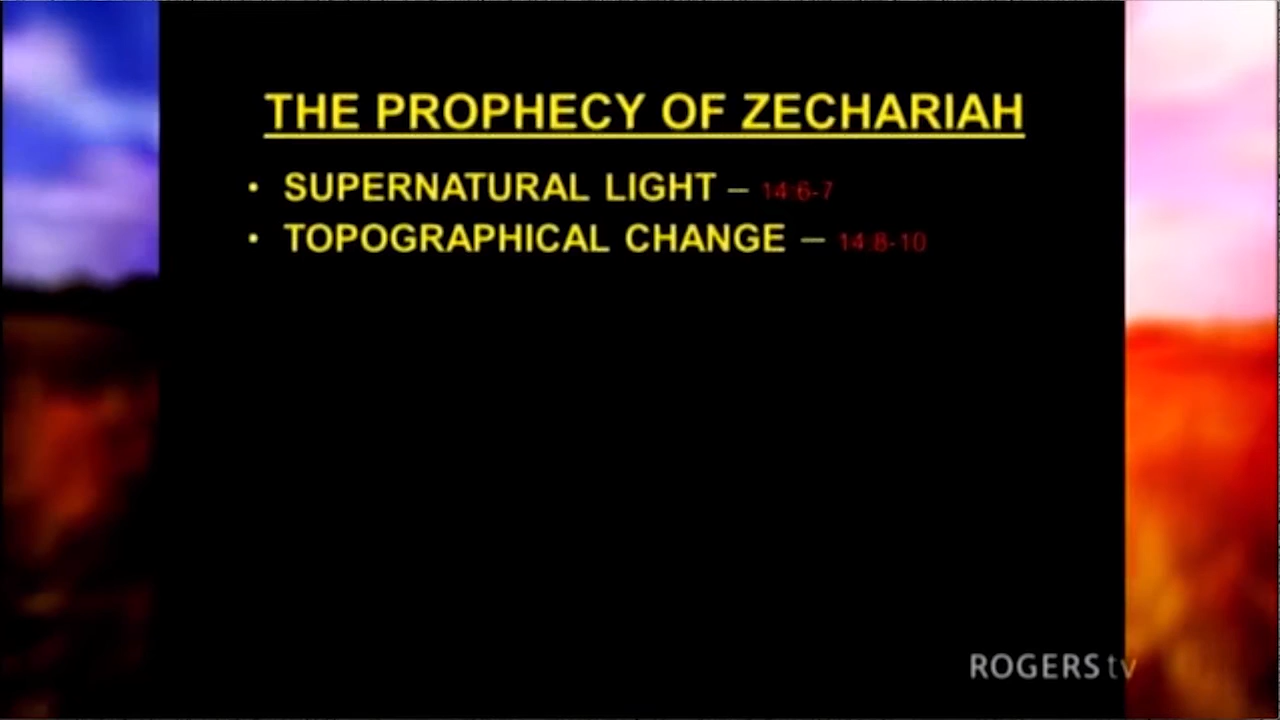 THE PROPHECY OF ZECHARIAH
• SUPERNATURAL LIGHT – 14:6-7
• TOPOGRAPHICAL CHANGE – 14:8-10
ROGERS tv